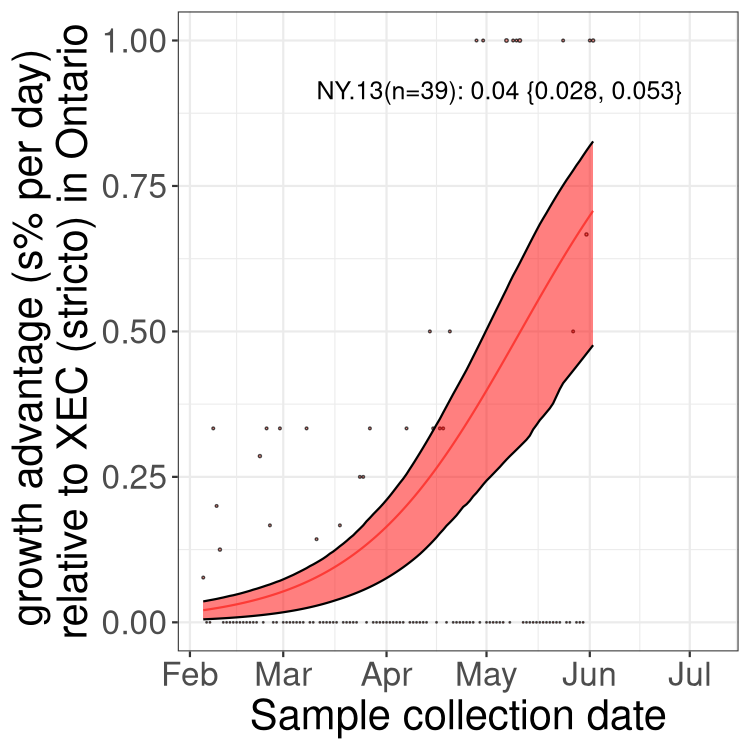 growth advantage (s% per day)
relative to XEC (stricto) in Ontario
1.00
0.75
0.50
0.25
0.00
NY.13(n=39): 0.04 {0.028, 0.053}
Feb Mar Apr May Jun Jul
Sample collection date